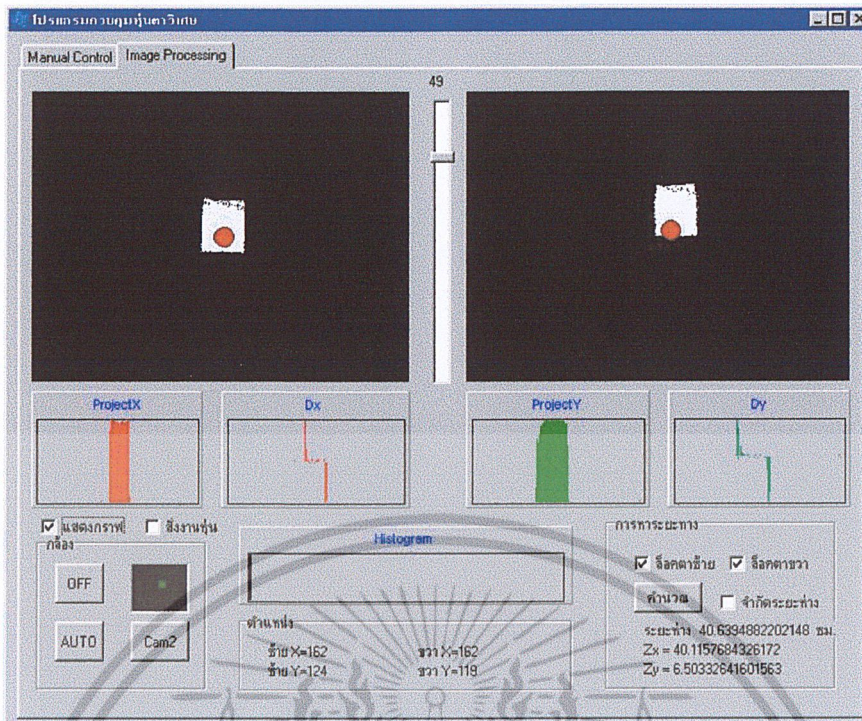 โปรแกรมควบคุมหุ่นตาวิเศษ
Manual Control
Image Processing
49
ProjectX
Dx
ProjectY
Dy
แสดงกราฟ
สั่งงานหุ่น
กล้อง
OFF
AUTO
Cam2
Histogram
ตำแหน่ง
ซ้าย X=162
ขวา X=162
ซ้าย Y=124
ขวา Y=119
การหาระยะทาง
ล็อคตาซ้าย
ล็อคตาขวา
คำนวณ
จำกัดระยะห่าง
ระยะห่าง 40.6394882202148 ซม.
Zx = 40.1157684326172
Zy = 6.50332641601563